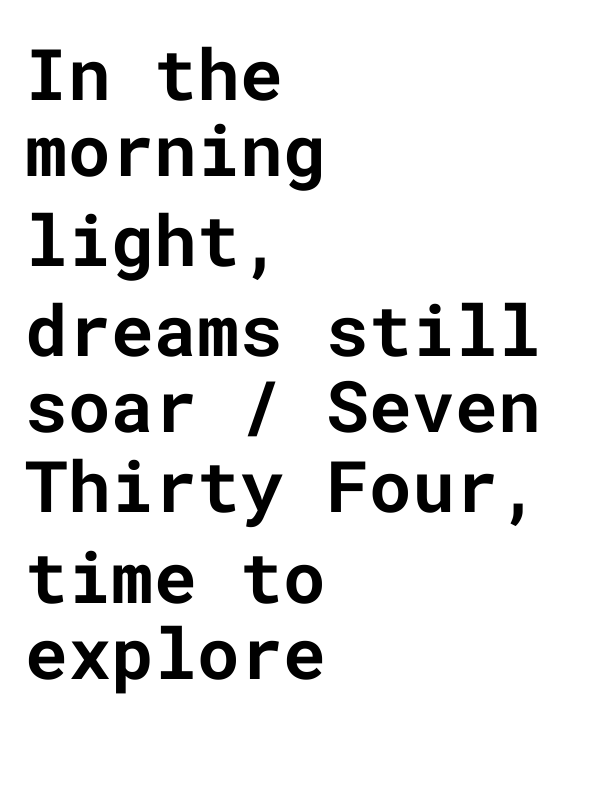 In the
morning
light,
dreams still
soar / Seven
Thirty Four,
time to
explore